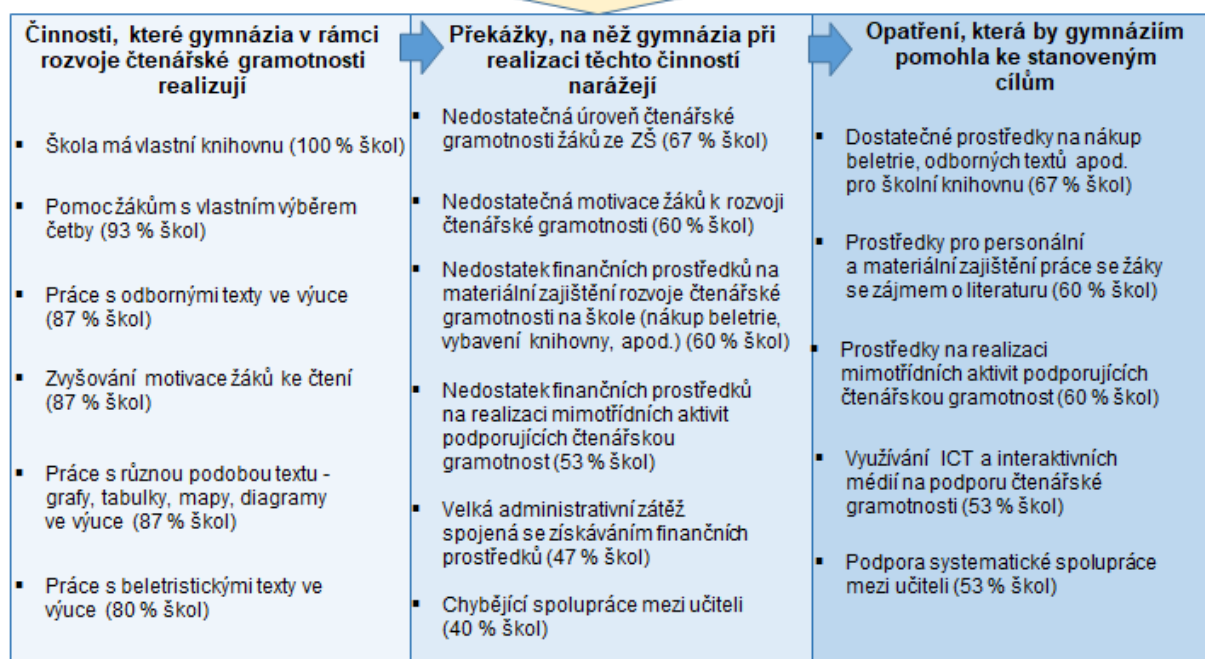 Činnosti, které gymnázia v rámci
rozvoje čtenářské gramotnosti
realizují
▪ Škola má vlastní knihovnu (100 % škol)
▪ Pomoc žákům s vlastním výběrem
četby (93 % škol)
▪ Práce s odbornými texty ve výuce
(87 % škol)
▪ Zvyšování motivace žáků ke čtení
(87 % škol)
▪ Práce s různou podobou textu -
grafy, tabulky, mapy, diagramy
ve výuce (87 % škol)
▪ Práce s beletristickými texty ve
výuce (80 % škol)
Překážky, na něž gymnázia při
realizaci těchto činností
narážejí
▪ Nedostatečná úroveň čtenářské
gramotnosti žáků ze ZŠ (67 % škol)
▪ Nedostatečná motivace žáků k rozvoji
čtenářské gramotnosti (60 % škol)
▪ Nedostatek finančních prostředků na
materiální zajištění rozvoje čtenářské
gramotnosti na škole (nákup beletrie,
vybavení knihovny, apod.) (60 % škol)
▪ Nedostatek finančních prostředků
na realizaci mimotřídních aktivit
podporujících čtenářskou
gramotnost (53 % škol)
▪ Velká administrativní zátěž
spojená se získáváním finančních
prostředků (47 % škol)
▪ Chybějící spolupráce mezi učiteli
(40 % škol)
Opatření, která by gymnáziím
pomohla ke stanoveným
cílům
▪ Dostatečné prostředky na nákup
beletrie, odborných textů apod.
pro školní knihovnu (67 % škol)
▪ Prostředky pro personální
a materiální zajištění práce se žáky
se zájmem o literaturu (60 % škol)
▪ Prostředky na realizaci
mimotřídních aktivit podporujících
čtenářskou gramotnost (60 % škol)
▪ Využívání ICT a interaktivních
médií na podporu čtenářské
gramotnosti (53 % škol)
▪ Podpora systematické spolupráce
mezi učiteli (53 % škol)